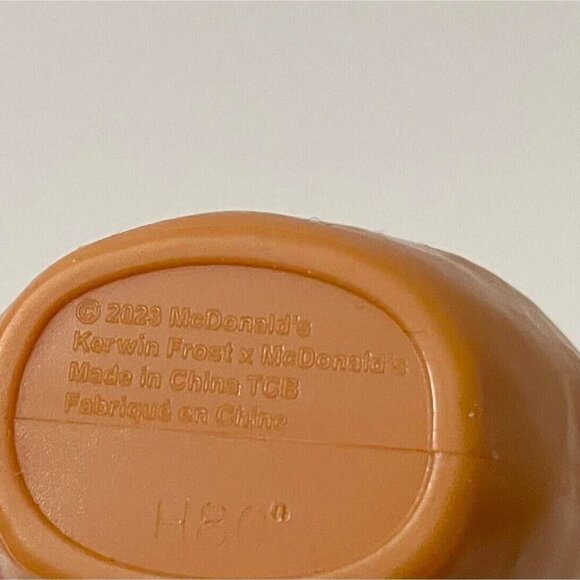 © 2023 McDonald's
Kerwin Frost x McDonald's
Made in China TCB
Fabriqué en Chine